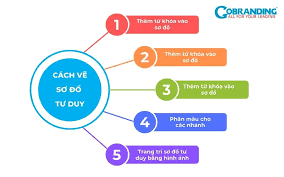 COBRANDING
ALL FOR YOUR LEADING
1
Thêm từ khóa vào
sơ đồ
2
Thêm từ khóa vào
sơ đồ
3
Thêm từ khóa vào
sơ đồ
4
Phân màu cho
các nhánh
5
Trang trí sơ đồ tư
duy bằng hình ảnh
CÁCH VẼ
SƠ ĐỒ
TƯ DUY